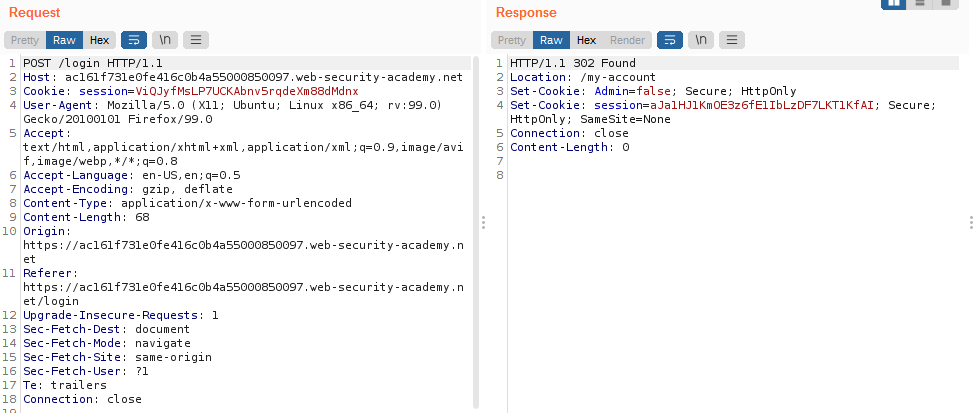 Request
Pretty Raw Hex \n
1 POST /login HTTP/1.1
2 Host: ac161f731e0fe416c0b4a55000850097.web-security-academy.net
3 Cookie: session=ViQJyfMsLP7UCKAbnv5rqdeXm88dMdnx
4 User-Agent: Mozilla/5.0 (X11; Ubuntu; Linux x86_64; rv:99.0)
Gecko/20100101 Firefox/99.0
5 Accept:
text/html,application/xhtml+xml,application/xml;q=0.9,image/avi
f,image/webp,*/*;q=0.8
6 Accept-Language: en-US,en;q=0.5
7 Accept-Encoding: gzip, deflate
8 Content-Type: application/x-www-form-urlencoded
9 Content-Length: 68
10 Origin:
https://ac161f731e0fe416c0b4a55000850097.web-security-academy.n
et
11 Referer:
https://ac161f731e0fe416c0b4a55000850097.web-security-academy.n
et/login
12 Upgrade-Insecure-Requests: 1
13 Sec-Fetch-Dest: document
14 Sec-Fetch-Mode: navigate
15 Sec-Fetch-Site: same-origin
16 Sec-Fetch-User: ?1
17 Te: trailers
18 Connection: close
19
Response
Pretty Raw Hex Render \n
1 HTTP/1.1 302 Found
2 Location: /my-account
3 Set-Cookie: Admin=false; Secure; HttpOnly
4 Set-Cookie: session=aJa1HJ1KmOE3z6fE1IbLzDF7LKT1KfAI; Secure;
HttpOnly; SameSite=None
5 Connection: close
6 Content-Length: 0
7
8